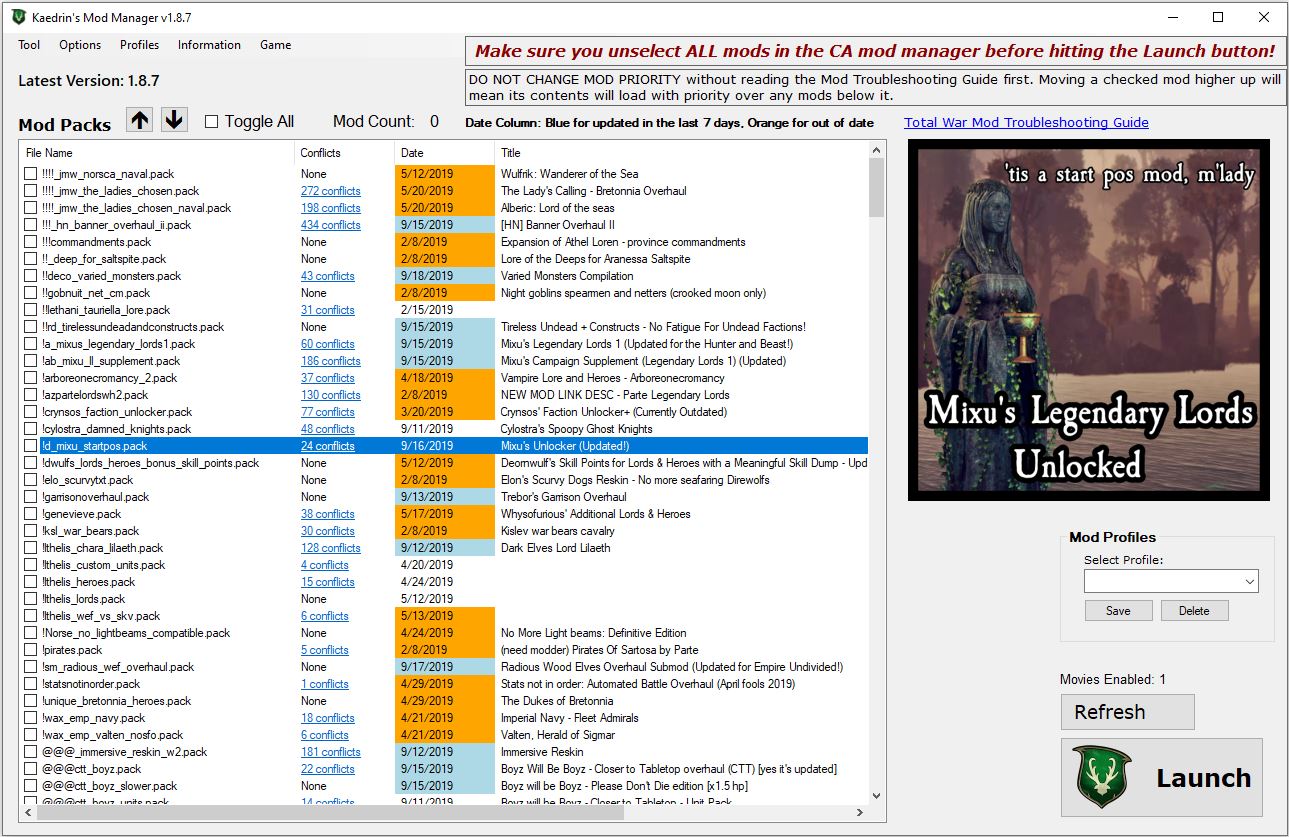 Kaedrin's Mod Manager v1.8.7
Tool Options Profiles Information Game
Make sure you unselect ALL mods in the CA mod manager before hitting the Launch button!
Latest Version: 1.8.7
DO NOT CHANGE MOD PRIORITY without reading the Mod Troubleshooting Guide first. Moving a checked mod higher up will
mean its contents will load with priority over any mods below it.
Mod Packs Toggle All Mod Count: 0 Date Column: Blue for updated in the last 7 days, Orange for out of date Total War Mod Troubleshooting Guide
File Name Conflicts Date Title
!!!!_jmw_norsca_naval.pack None 5/12/2019 Wulfrik: Wanderer of the Sea
!!!!_jmw_the_ladies_chosen.pack 272 conflicts 5/20/2019 The Lady's Calling - Bretonnia Overhaul
!!!!_jmw_the_ladies_chosen_naval.pack 198 conflicts 5/20/2019 Alberic: Lord of the seas
!!!_hn_banner_overhaul_ii.pack 434 conflicts 9/15/2019 [HN] Banner Overhaul II
!!!commandments.pack None 2/8/2019 Expansion of Athel Loren - province commandments
!!_deep_for_saltspite.pack None 2/8/2019 Lore of the Deeps for Aranessa Saltspite
!!deco_varied_monsters.pack 43 conflicts 9/18/2019 Varied Monsters Compilation
!!gobnuit_net_cm.pack None 2/8/2019 Night goblins spearmen and netters (crooked moon only)
!!lethani_tauriella_lore.pack 31 conflicts 2/15/2019
!!rd_tirelessundeadandconstructs.pack None 9/15/2019 Tireless Undead + Constructs - No Fatigue For Undead Factions!
!a_mixus_legendary_lords1.pack 60 conflicts 9/15/2019 Mixu's Legendary Lords 1 (Updated for the Hunter and Beast!)
!ab_mixu_ll_supplement.pack 186 conflicts 9/15/2019 Mixu's Campaign Supplement (Legendary Lords 1) (Updated)
!arboreonecromancy_2.pack 37 conflicts 4/18/2019 Vampire Lore and Heroes - Arboreonecromancy
!azpartelordswh2.pack 130 conflicts 2/8/2019 NEW MOD LINK DESC - Parte Legendary Lords
!crynsos_faction_unlocker.pack 77 conflicts 3/20/2019 Crynsos' Faction Unlocker+ (Currently Outdated)
!cylostra_damned_knights.pack 48 conflicts 9/11/2019 Cylostra's Spoopy Ghost Knights
!d_mixu_startpos.pack 24 conflicts 9/16/2019 Mixu's Unlocker (Updated!)
!dwulfs_lords_heroes_bonus_skill_points.pack None 5/12/2019 Deornwulf's Skill Points for Lords & Heroes with a Meaningful Skill Dump - Upd
!elo_scurvytxt.pack None 2/8/2019 Elon's Scurvy Dogs Reskin - No more seafaring Direwolfs
!garrisonoverhaul.pack None 9/13/2019 Trebor's Garrison Overhaul
!genevieve.pack 38 conflicts 5/17/2019 Whysofurious' Additional Lords & Heroes
!ksl_war_bears.pack 30 conflicts 2/8/2019 Kislev war bears cavalry
!lthelis_chara_lilaeth.pack 128 conflicts 9/12/2019 Dark Elves Lord Lilaeth
!lthelis_custom_units.pack 4 conflicts 4/20/2019
!lthelis_heroes.pack 15 conflicts 4/24/2019
!lthelis_lords.pack None 5/12/2019
!lthelis_wef_vs_skv.pack 6 conflicts 5/13/2019
!Norse_no_lightbeams_compatible.pack None 4/24/2019 No More Light beams: Definitive Edition
!pirates.pack 5 conflicts 2/8/2019 (need modder) Pirates Of Sartosa by Parte
!sm_radious_wef_overhaul.pack None 9/17/2019 Radious Wood Elves Overhaul Submod (Updated for Empire Undivided!)
!statsnotinorder.pack 1 conflicts 4/29/2019 Stats not in order: Automated Battle Overhaul (April fools 2019)
!unique_bretonnia_heroes.pack None 4/29/2019 The Dukes of Bretonnia
!wax_emp_navy.pack 18 conflicts 4/21/2019 Imperial Navy - Fleet Admirals
!wax_emp_valten_nosfo.pack 6 conflicts 4/21/2019 Valten, Herald of Sigmar
@@@_immersive_reskin_w2.pack 181 conflicts 9/12/2019 Immersive Reskin
@@@ctt_boyz.pack 22 conflicts 9/15/2019 Boyz Will Be Boyz - Closer to Tabletop overhaul (CTT) [yes it's updated]
@@@ctt_boyz_slower.pack None 9/15/2019 Boyz will be Boyz - Please Don't Die edition [x1.5 hp]
@@@ctt_boyz_units.pack 14 conflicts 9/11/2019 Boyz will be Boyz - Closer to Tabletop - Unit Pack
'tis a start pos mod, m'lady
Mixu's Legendary Lords
Unlocked
Mod Profiles
Select Profile:
Save Delete
Movies Enabled: 1
Refresh
Launch